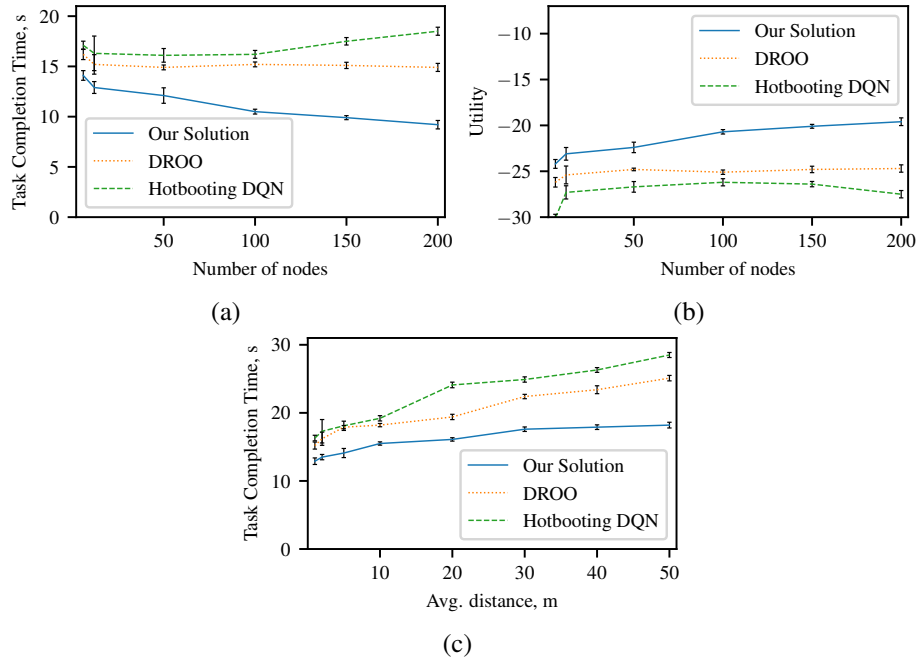 Task Completion Time, s
20
15
10
5
0
Our Solution
DROO
Hotbooting DQN
50
100
150
200
Number of nodes
(a)
Utility
−10
−15
−20
−25
−30
Our Solution
DROO
Hotbooting DQN
50
100
150
200
Number of nodes
(b)
Task Completion Time, s
30
20
10
0
Our Solution
DROO
Hotbooting DQN
10
20
30
40
50
Avg. distance, m
(c)